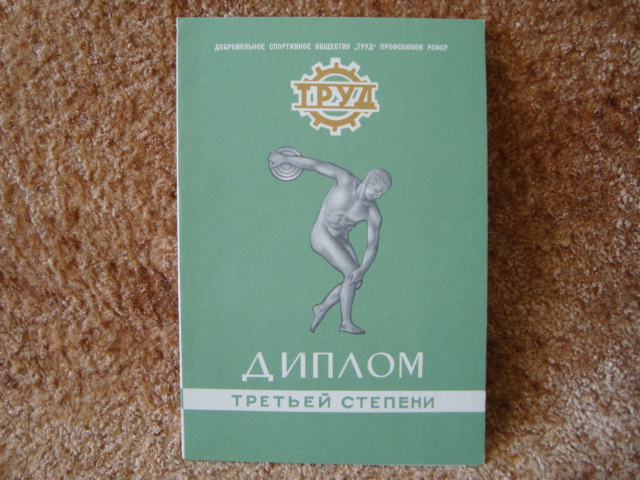 ДОБРОВОЛЬНОЕ СПОРТИВНОЕ ОБЩЕСТВО „ТРУД" ПРОФСОЮЗОВ РСФСР
ТРУД
ДИПЛОМ
ТРЕТЬЕЙ СТЕПЕНИ